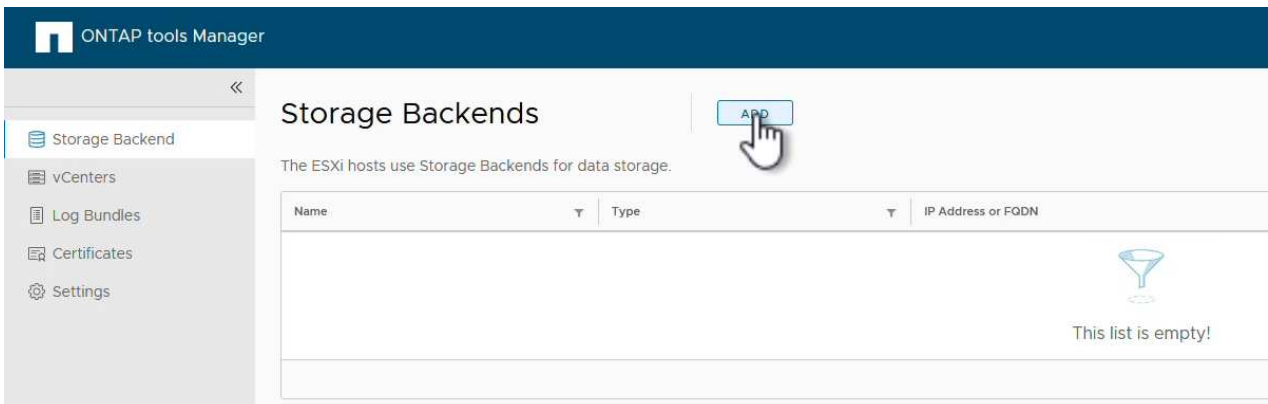 ONTAP tools Manager
Storage Backends
ADD
Storage Backend
The ESXi hosts use Storage Backends for data storage.
vCenters
Name Type IP Address or FQDN
Log Bundles
Certificates
Settings
This list is empty!